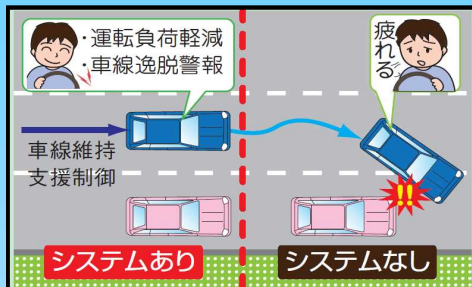 ・運転負荷軽減
・車線逸脱警報
疲れる
車線維持
支援制御
!!
システムあり
システムなし